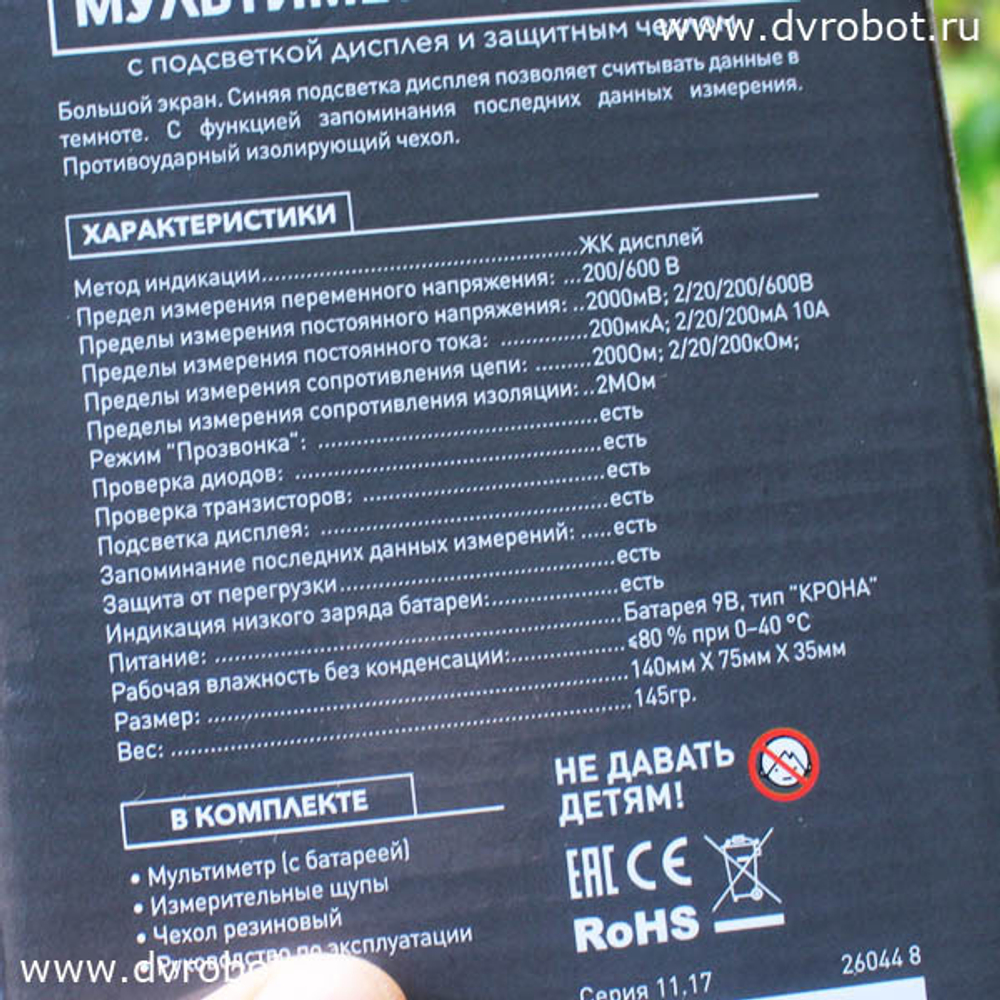 www.dvrobot.ru
с подсветкой дисплея и защитным чехлом
Большой экран. Синяя подсветка дисплея позволяет считывать данные в
темноте. С функцией запоминания последних данных измерения.
Противоударный изолирующий чехол.
ХАРАКТЕРИСТИКИ
Метод индикации.....ЖК дисплей
Предел измерения переменного напряжения: ...200/600 В
Пределы измерения постоянного напряжения: ..2000мВ; 2/20/200/600В
Пределы измерения постоянного тока: ..........200мкА; 2/20/200мА 10А
Пределы измерения сопротивления цепи: .........200Ом; 2/20/200кОм;
Пределы измерения сопротивления изоляции: ..2МОм
Режим "Прозвонка": .....есть
Проверка диодов: .....есть
Проверка транзисторов: .....есть
Подсветка дисплея: .....есть
Запоминание последних данных измерений: .....есть
Защита от перегрузки.....есть
Индикация низкого заряда батареи:.....есть
Питание: .....Батарея 9В, тип "КРОНА"
Рабочая влажность без конденсации:.....≤80 % при 0-40 °С
Размер: .....140мм Х 75мм Х 35мм
Вес: .....145гр.
НЕ ДАВАТЬ
ДЕТЯМ!
В КОМПЛЕКТЕ
• Мультиметр (с батареей)
• Измерительные щупы
• Чехол резиновый
• Руководство по эксплуатации
EAC CE
RoHS
www.dvrobot
Серия 11.17
26044 8